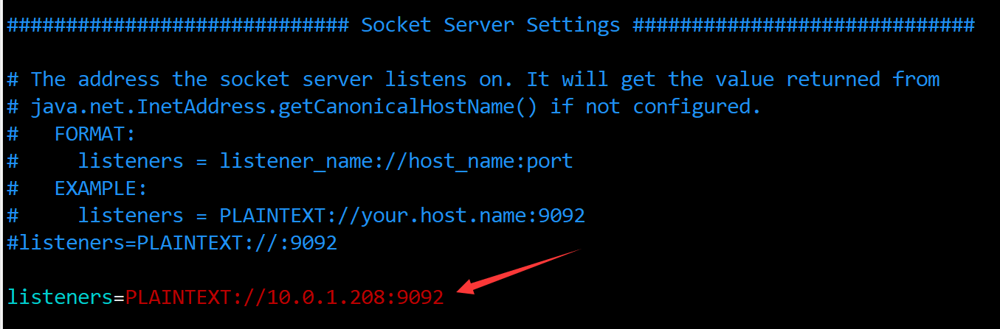 ############################# Socket Server Settings #############################
# The address the socket server listens on. It will get the value returned from
# java.net.InetAddress.getCanonicalHostName() if not configured.
#   FORMAT:
#     listeners = listener_name://host_name:port
#   EXAMPLE:
#     listeners = PLAINTEXT://your.host.name:9092
#listeners=PLAINTEXT://:9092
listeners=PLAINTEXT://10.0.1.208:9092